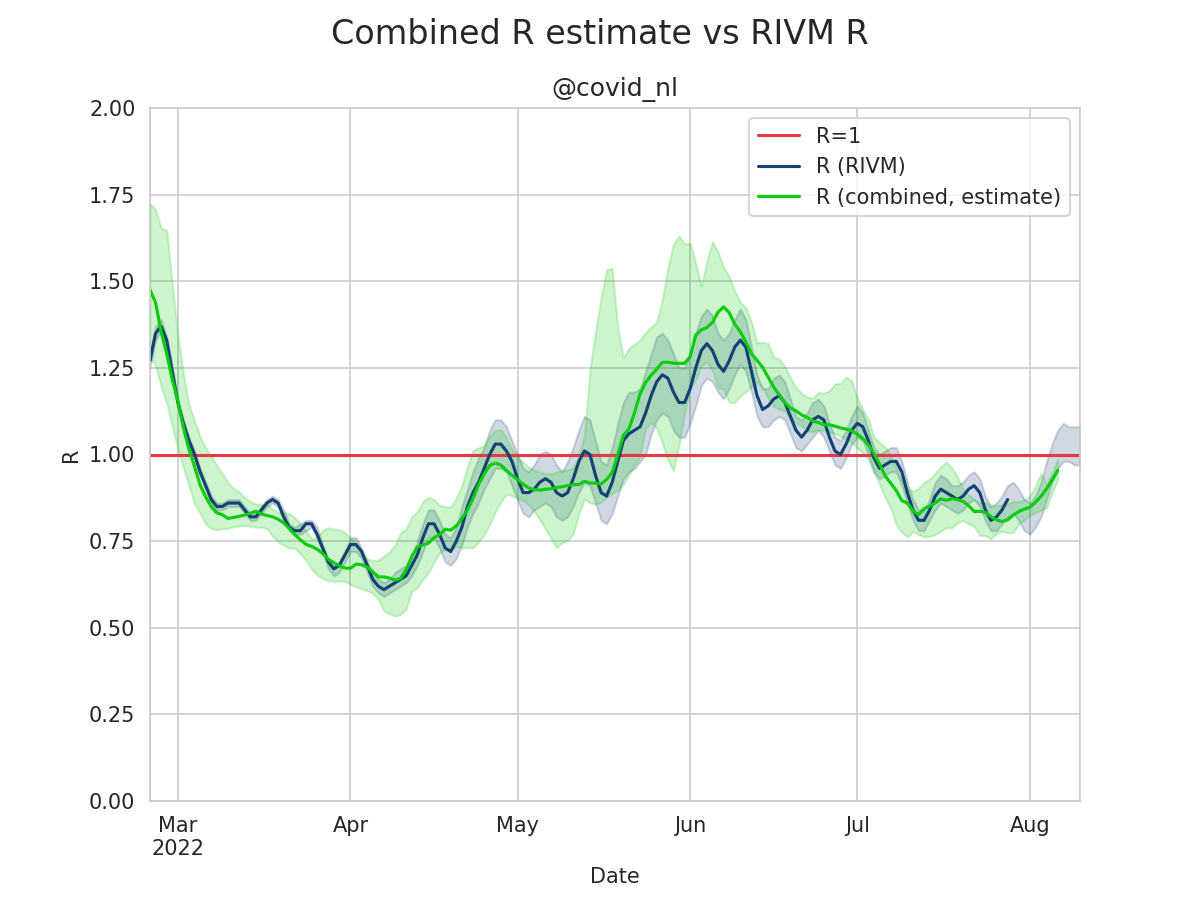 Combined R estimate vs RIVM R
@covid_nl
R=1
R (RIVM)
R (combined, estimate)
2.00
1.75
1.50
1.25
1.00
0.75
0.50
0.25
0.00
R
Mar
2022
Apr
May
Jun
Jul
Aug
Date